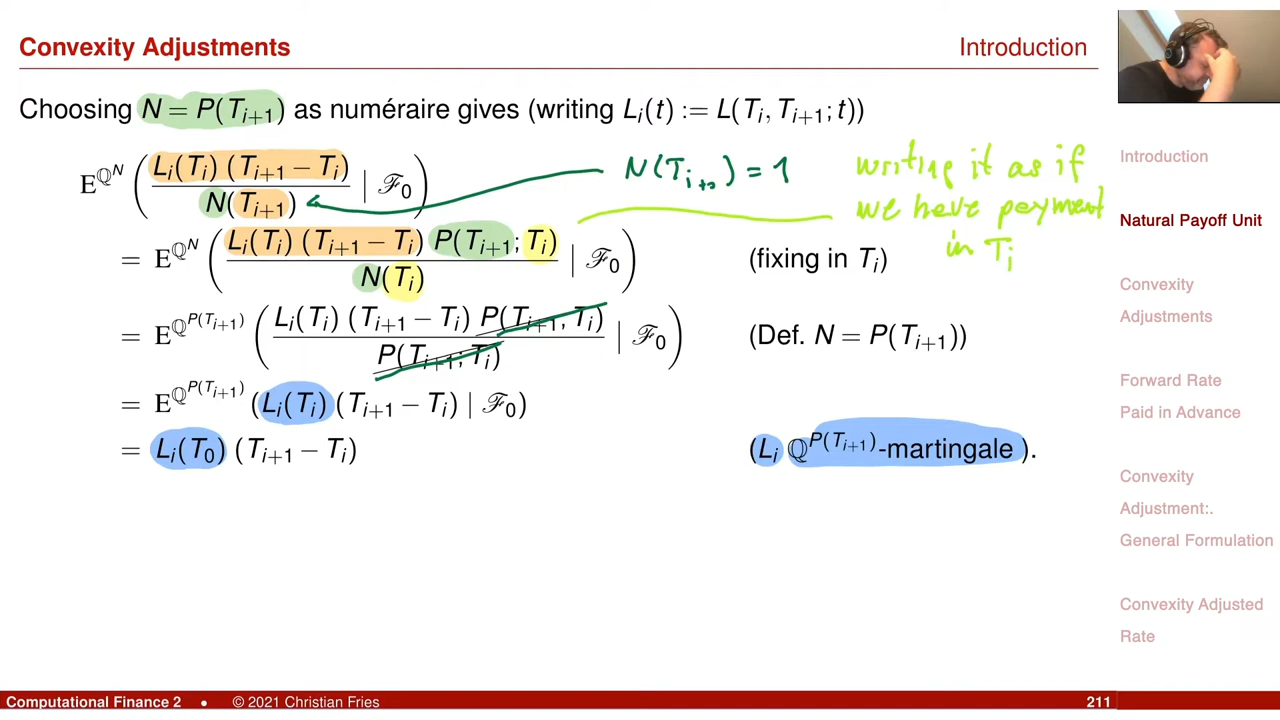 Convexity Adjustments
Introduction
Choosing N = P(T_{i+1}) as numéraire gives (writing L_i(t) := L(T_i, T_{i+1}; t))
E^{ℚ^N} ( L_i(T_i) (T_{i+1} − T_i) / N(T_{i+1}) | ℱ_0 )
N(T_{i+1}) = 1
writing it as if
we have payment
in T_i
= E^{ℚ^N} ( L_i(T_i) (T_{i+1} − T_i) P(T_{i+1}; T_i) / N(T_i) | ℱ_0 ) (fixing in T_i)
= E^{ℚ^{P(T_{i+1})}} ( L_i(T_i) (T_{i+1} − T_i) P(T_{i+1}, T_i) / P(T_{i+1}; T_i) | ℱ_0 ) (Def. N = P(T_{i+1}))
= E^{ℚ^{P(T_{i+1})}} (L_i(T_i) (T_{i+1} − T_i) | ℱ_0)
= L_i(T_0) (T_{i+1} − T_i) (L_i ℚ^{P(T_{i+1})}-martingale ).
Introduction
Natural Payoff Unit
Convexity
Adjustments
Forward Rate
Paid in Advance
Convexity
Adjustment:.
General Formulation
Convexity Adjusted
Rate
Computational Finance 2 • © 2021 Christian Fries 211